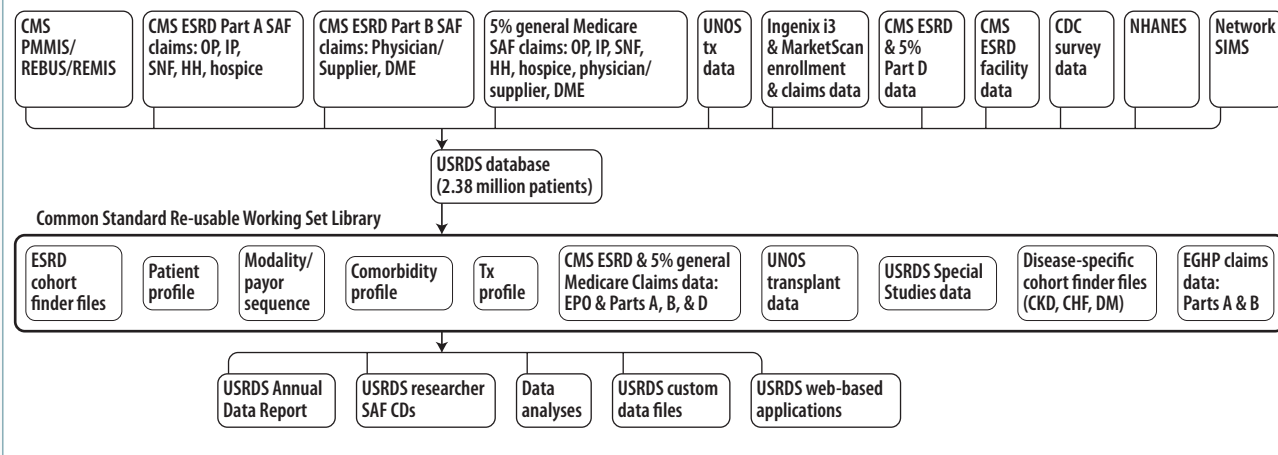 CMS
PMMIS/
REBUS/REMIS
CMS ESRD Part A SAF
claims: OP, IP,
SNF, HH, hospice
CMS ESRD Part B SAF
claims: Physician/
Supplier, DME
5% general Medicare
SAF claims: OP, IP, SNF,
HH, hospice, physician/
supplier, DME
UNOS
tx
data
Ingenix i3
& MarketScan
enrollment
& claims data
CMS ESRD
& 5%
Part D
data
CMS
ESRD
facility
data
CDC
survey
data
NHANES
Network
SIMS
USRDS database
(2.38 million patients)
Common Standard Re-usable Working Set Library
ESRD
cohort
finder files
Patient
profile
Modality/
payor
sequence
Comorbidity
profile
Tx
profile
CMS ESRD & 5% general
Medicare Claims data:
EPO & Parts A, B, & D
UNOS
transplant
data
USRDS Special
Studies data
Disease-specific
cohort finder files
(CKD, CHF, DM)
EGHP claims
data:
Parts A & B
USRDS Annual
Data Report
USRDS researcher
SAF CDs
Data
analyses
USRDS custom
data files
USRDS web-based
applications